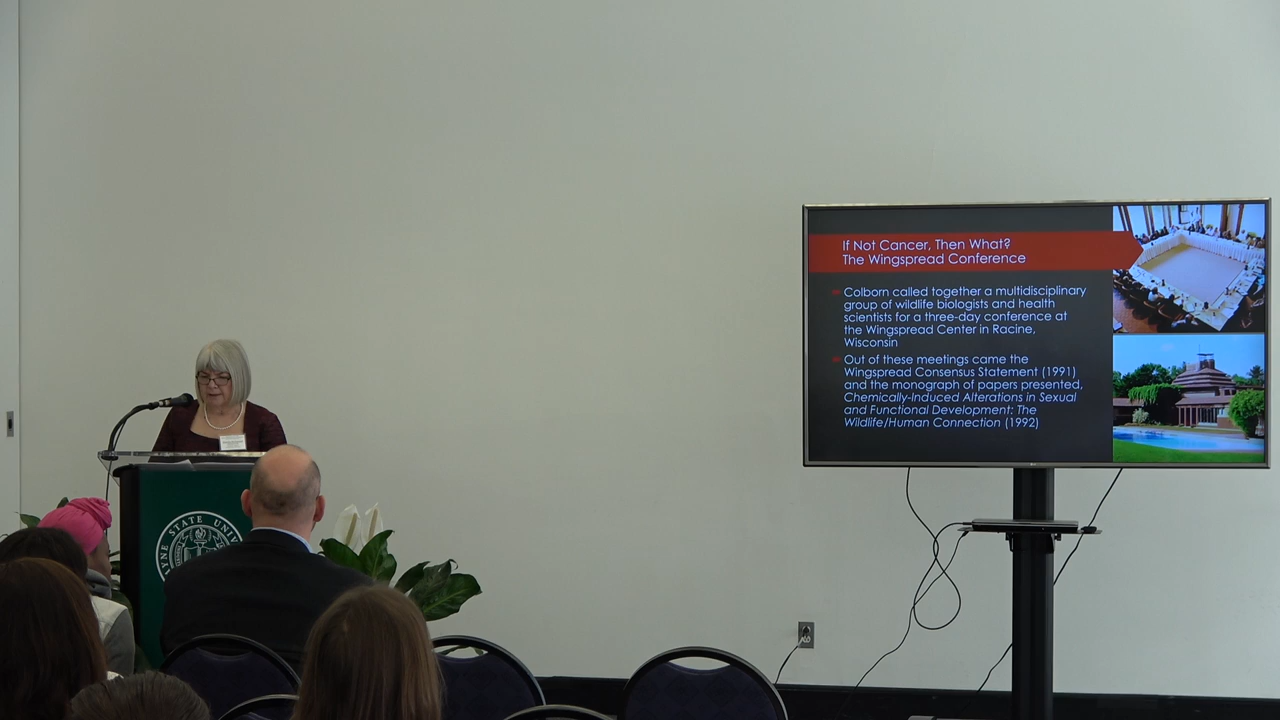 If Not Cancer, Then What?
The Wingspread Conference
Colborn called together a multidisciplinary
group of wildlife biologists and health
scientists for a three-day conference at
the Wingspread Center in Racine,
Wisconsin
Out of these meetings came the
Wingspread Consensus Statement (1991)
and the monograph of papers presented,
Chemically-Induced Alterations in Sexual
and Functional Development: The
Wildlife/Human Connection (1992)
YNE STATE UNIV